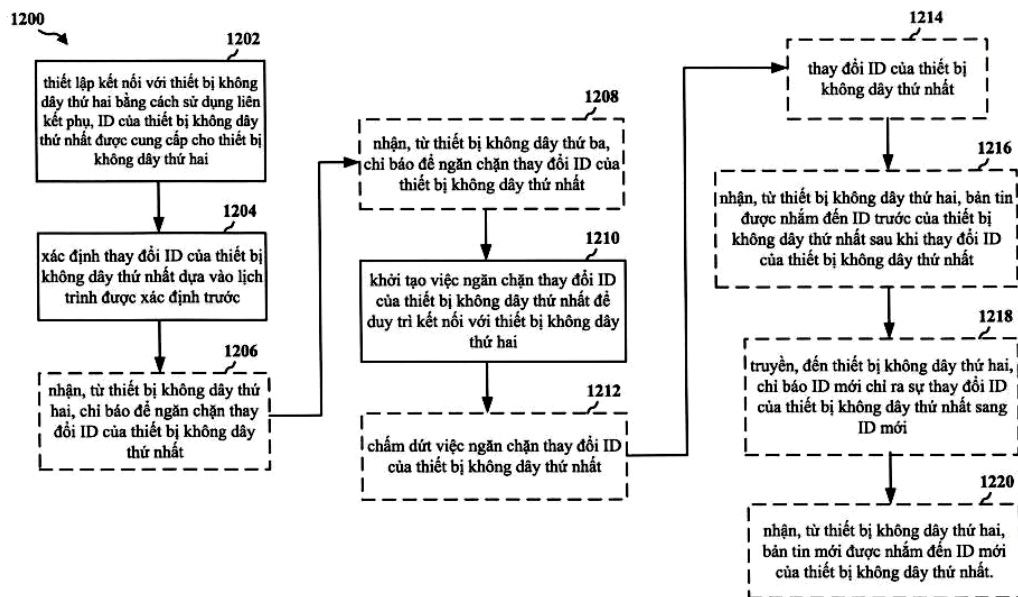 1200
1202
thiết lập kết nối với thiết bị không
dây thứ hai bằng cách sử dụng liên
kết phụ, ID của thiết bị không dây
thứ nhất được cung cấp cho thiết bị
không dây thứ hai
1204
xác định thay đổi ID của thiết bị
không dây thứ nhất dựa vào lịch
trình được xác định trước
1206
nhận, từ thiết bị không dây thứ
hai, chỉ báo để ngăn chặn thay
đổi ID của thiết bị không dây
thứ nhất
1208
nhận, từ thiết bị không dây thứ ba,
chỉ báo để ngăn chặn thay đổi ID của
thiết bị không dây thứ nhất
1210
khởi tạo việc ngăn chặn thay đổi ID
của thiết bị không dây thứ nhất để
duy trì kết nối với thiết bị không dây
thứ hai
1212
chấm dứt việc ngăn chặn thay đổi ID
của thiết bị không dây thứ nhất
1214
thay đổi ID của thiết bị
không dây thứ nhất
1216
nhận, từ thiết bị không dây thứ hai, bản tin
được nhắm đến ID trước của thiết bị
không dây thứ nhất sau khi thay đổi ID
của thiết bị không dây thứ nhất
1218
truyền, đến thiết bị không dây thứ hai,
chỉ báo ID mới chỉ ra sự thay đổi ID
của thiết bị không dây thứ nhất sang
ID mới
1220
nhận, từ thiết bị không dây thứ hai,
bản tin mới được nhắm đến ID mới
của thiết bị không dây thứ nhất.